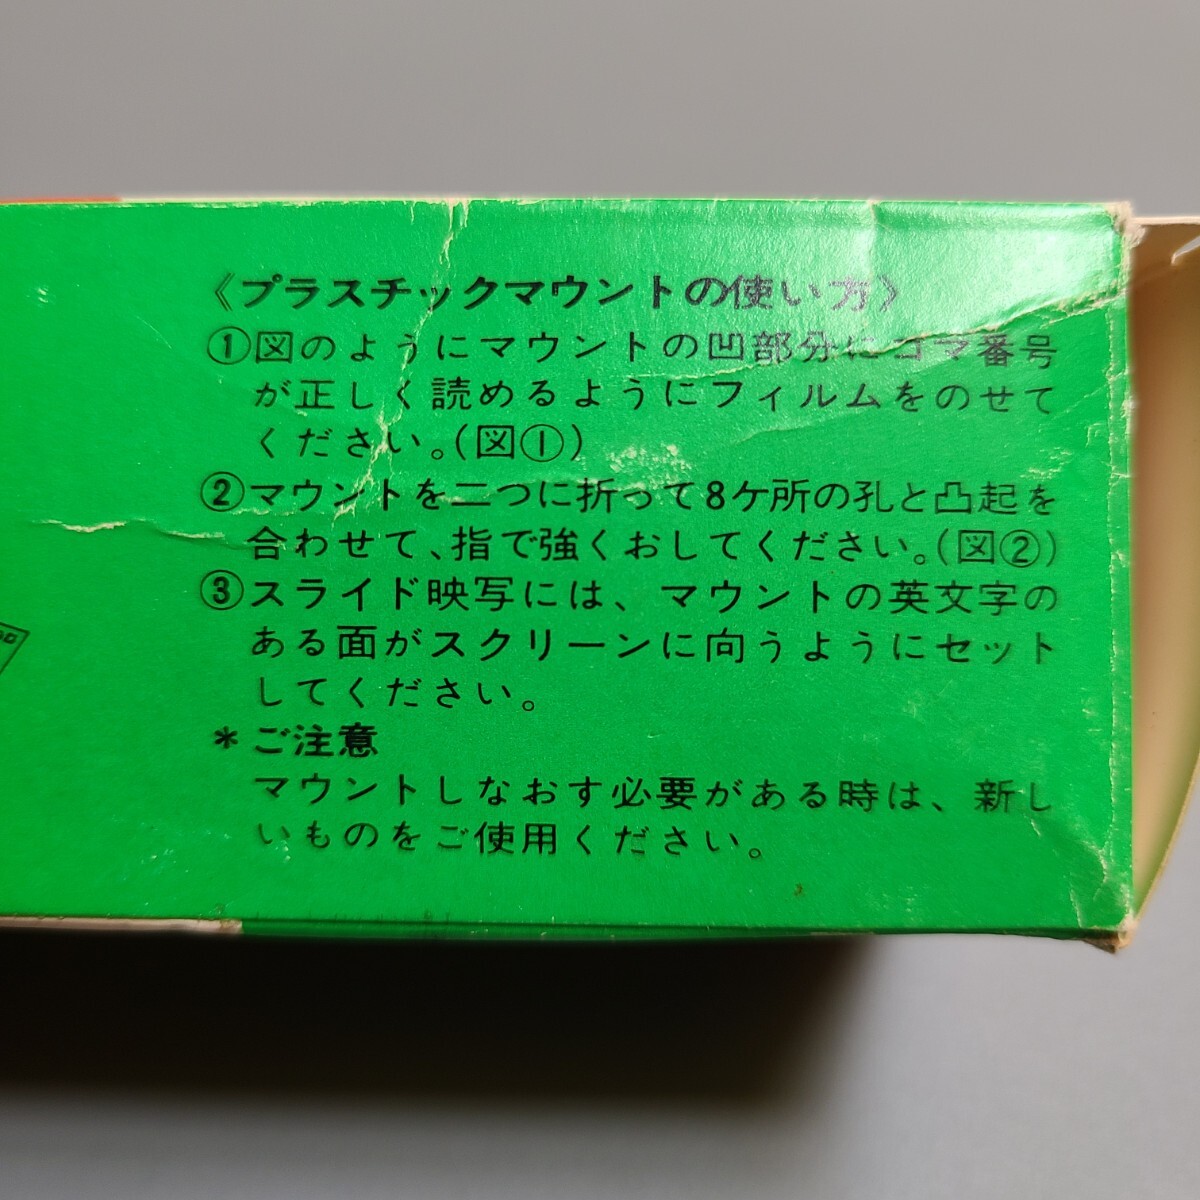 《プラスチックマウントの使い方》
①図のようにマウントの凹部分にコマ番号
が正しく読めるようにフィルムをのせて
ください。(図①)
②マウントを二つに折って8ケ所の孔と凸起を
合わせて、指で強くおしてください。(図②)
③スライド映写には、マウントの英文字の
ある面がスクリーンに向うようにセット
してください。
*ご注意
マウントしなおす必要がある時は、新し
いものをご使用ください。